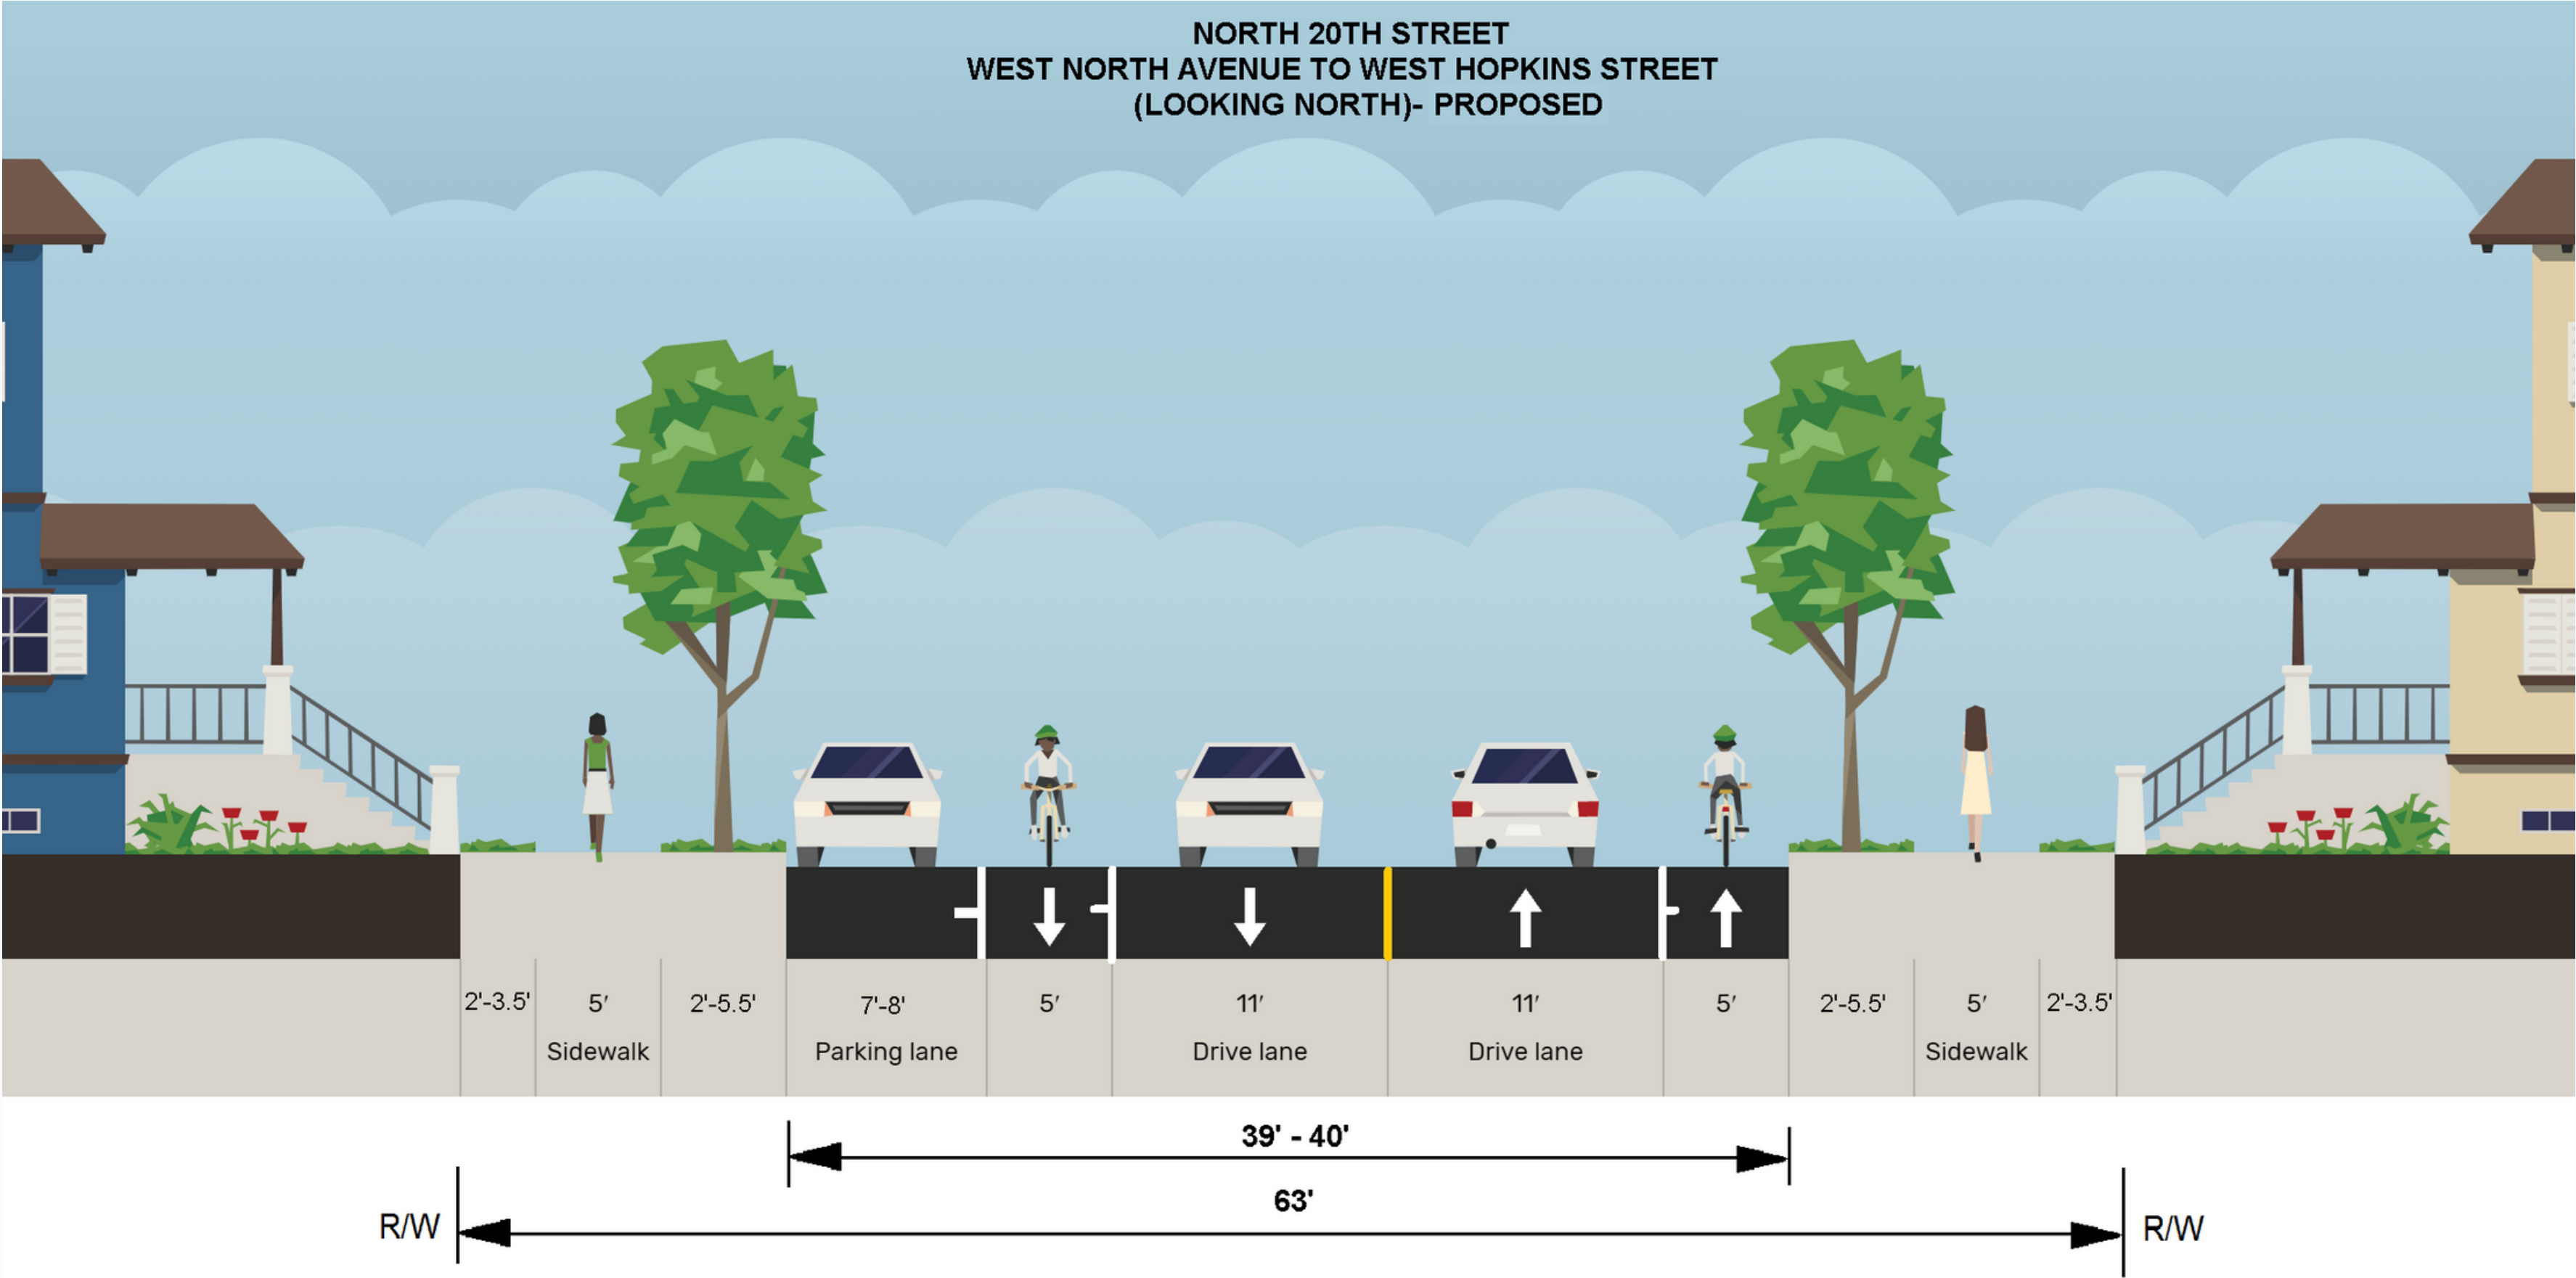 NORTH 20TH STREET
WEST NORTH AVENUE TO WEST HOPKINS STREET
(LOOKING NORTH)- PROPOSED
2'-3.5' 5′ 2'-5.5' 7'-8' 5′ 11′ 11′ 5′ 2'-5.5' 5′ 2'-3.5'
Sidewalk Parking lane Drive lane Drive lane Sidewalk
39' - 40'
63'
R/W R/W